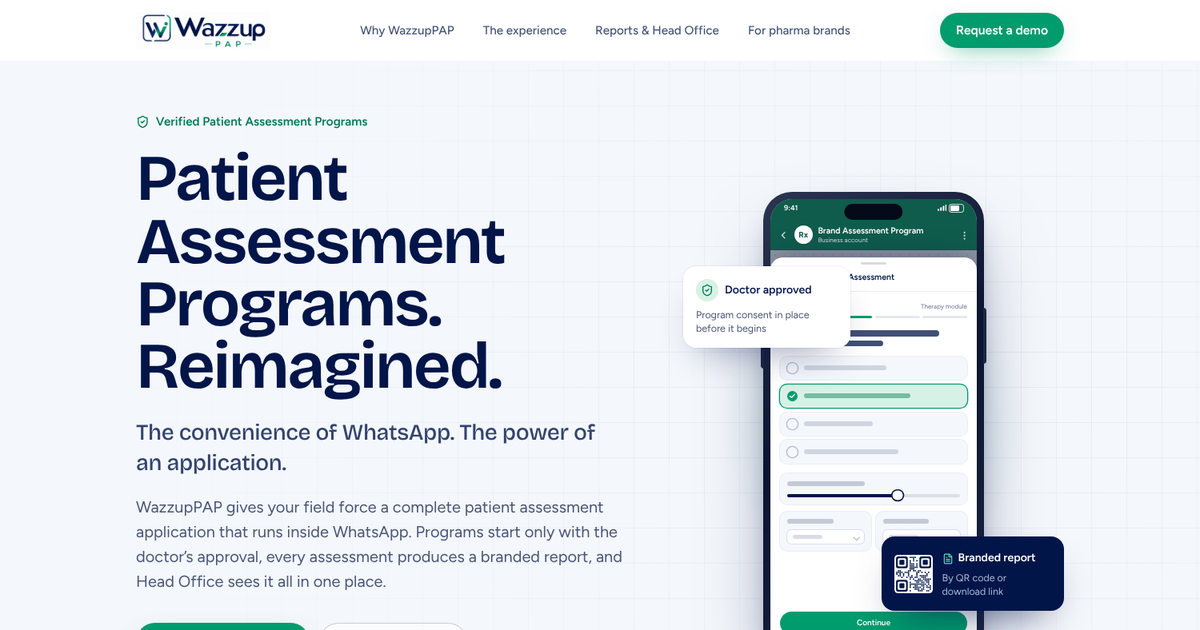 Wazzup
PAP
Why WazzupPAP
The experience
Reports & Head Office
For pharma brands
Request a demo
Verified Patient Assessment Programs
Patient
Assessment
Programs.
Reimagined.
The convenience of WhatsApp. The power of
an application.
WazzupPAP gives your field force a complete patient assessment
application that runs inside WhatsApp. Programs start only with the
doctor's approval, every assessment produces a branded report, and
Head Office sees it all in one place.
9:41
Rx
Brand Assessment Program
Business account
Assessment
Therapy module
Doctor approved
Program consent in place
before it begins
Branded report
By QR code or
download link
Continue